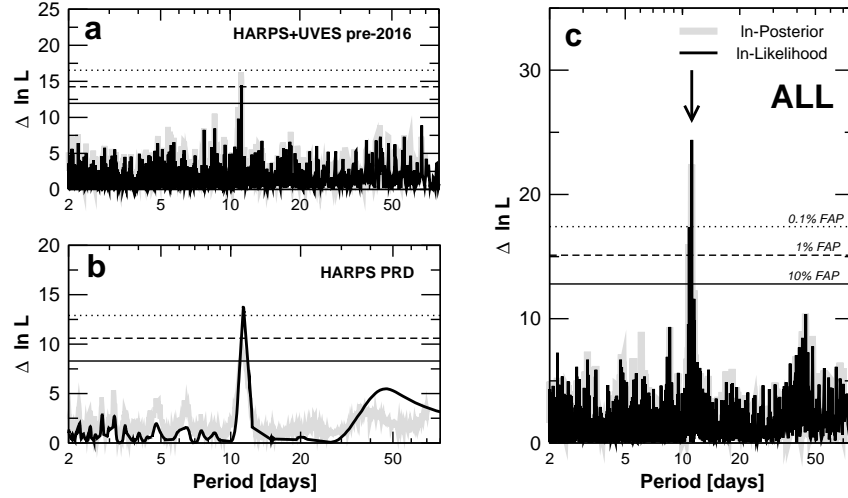 a
HARPS+UVES pre-2016
25
20
15
10
5
0
Δ ln L
2
5
10
20
50
b
HARPS PRD
20
15
10
5
0
Δ ln L
2
5
10
20
50
Period [days]
c
ln-Posterior
ln-Likelihood
ALL
30
20
10
0
Δ ln L
0.1% FAP
1% FAP
10% FAP
2
5
10
20
50
Period [days]